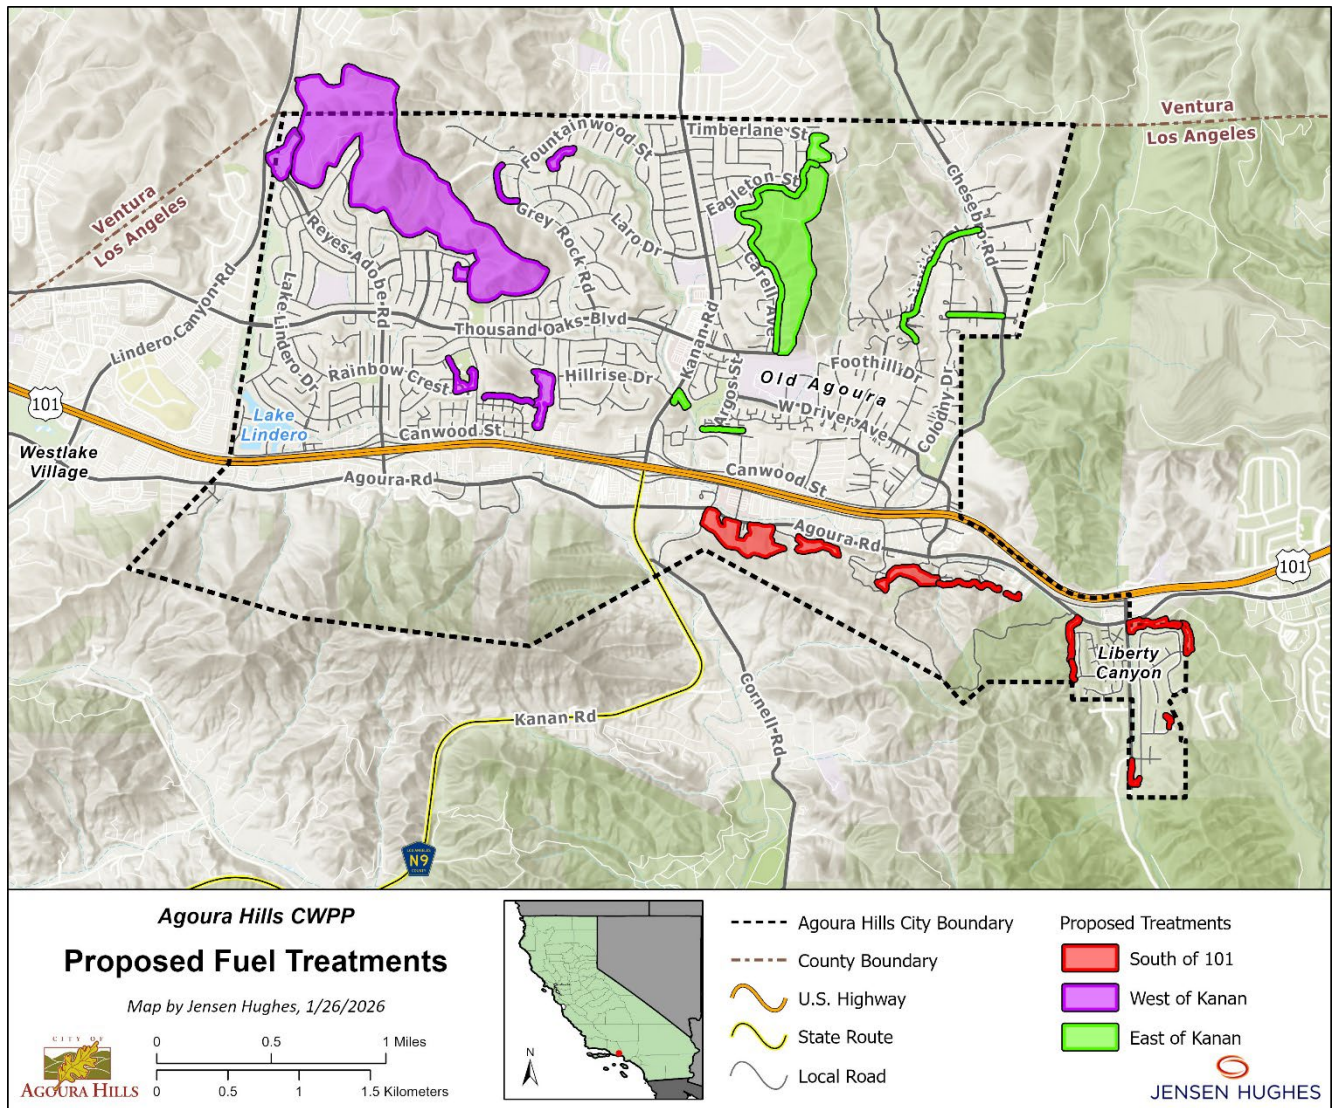 Ventura
Los Angeles
Ventura
Los Angeles
Fountainwood St
Timberlane St
Chesebro Rd
Eagleton St
Grey Rock Rd
Laro Dr
Reyes Adobe Rd
Lake Lindero Dr
Lindero Canyon Rd
Carell Ave
Kanan Rd
Thousand Oaks Blvd
Foothill Dr
Rainbow Crest
Hillrise Dr
Argos St
Old Agoura
W Driver Ave
Colodny Dr
101
Lake
Lindero
Canwood St
Westlake
Village
Agoura Rd
Canwood St
Agoura Rd
101
Liberty
Canyon
Cornell Rd
Kanan Rd
LOS ANGELES
N9
COUNTY
Agoura Hills CWPP
Proposed Fuel Treatments
Map by Jensen Hughes, 1/26/2026
CITY OF
AGOURA HILLS
0 0.5 1 Miles
0 0.5 1 1.5 Kilometers
N
Agoura Hills City Boundary
County Boundary
U.S. Highway
State Route
Local Road
Proposed Treatments
South of 101
West of Kanan
East of Kanan
JENSEN HUGHES